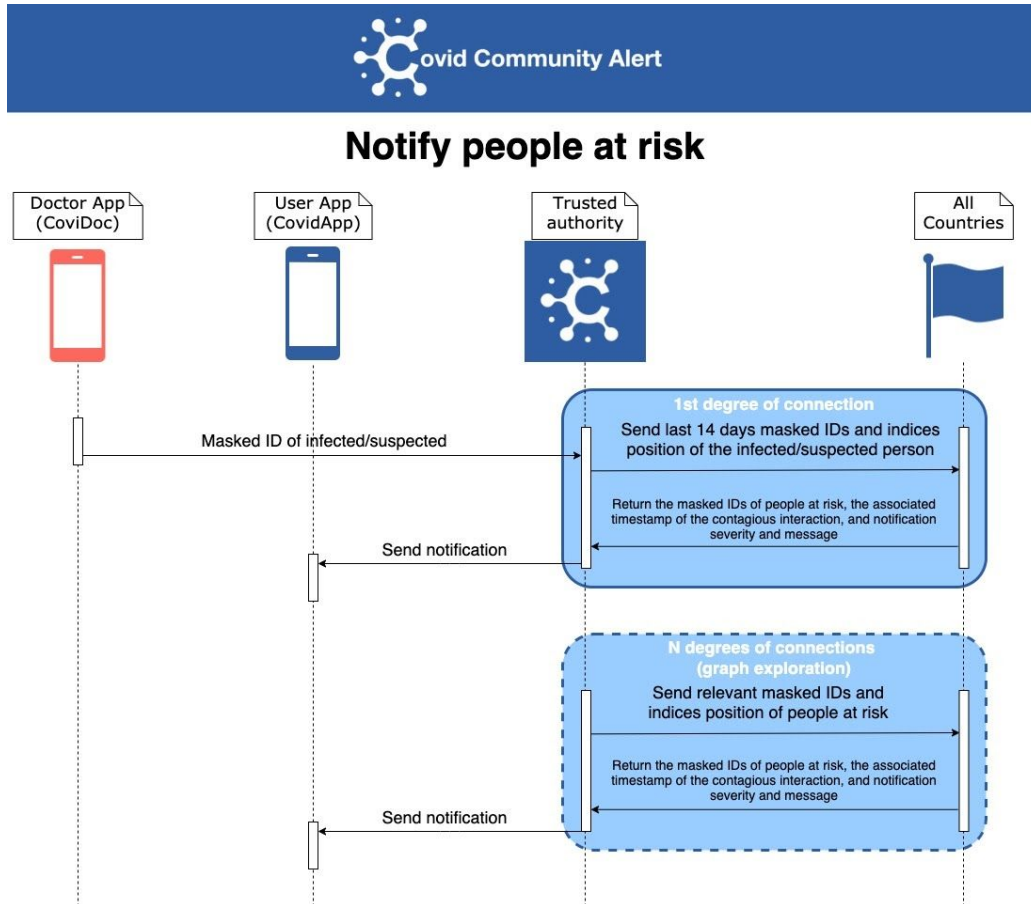 Covid Community Alert
Notify people at risk
Doctor App
(CoviDoc)
User App
(CovidApp)
Trusted
authority
All
Countries
1st degree of connection
Masked ID of infected/suspected
Send last 14 days masked IDs and indices
position of the infected/suspected person
Return the masked IDs of people at risk, the associated
timestamp of the contagious interaction, and notification
severity and message
Send notification
N degrees of connections
(graph exploration)
Send relevant masked IDs and
indices position of people at risk
Return the masked IDs of people at risk, the associated
timestamp of the contagious interaction, and notification
severity and message
Send notification